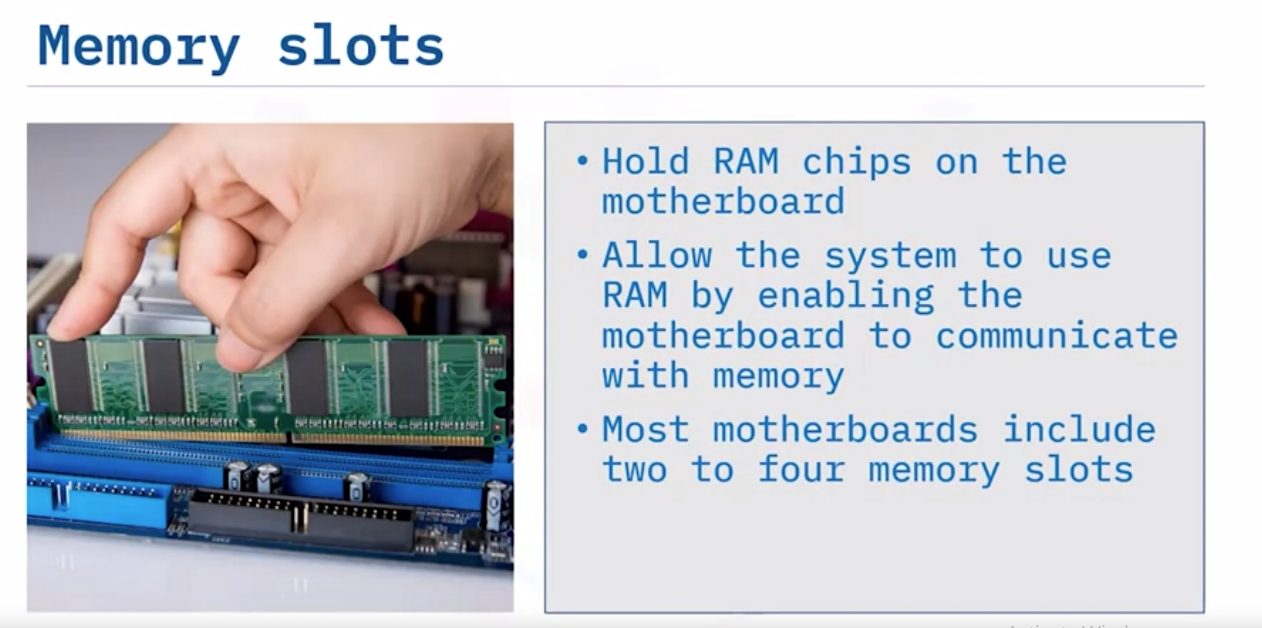 Memory slots
• Hold RAM chips on the
motherboard
• Allow the system to use
RAM by enabling the
motherboard to communicate
with memory
• Most motherboards include
two to four memory slots